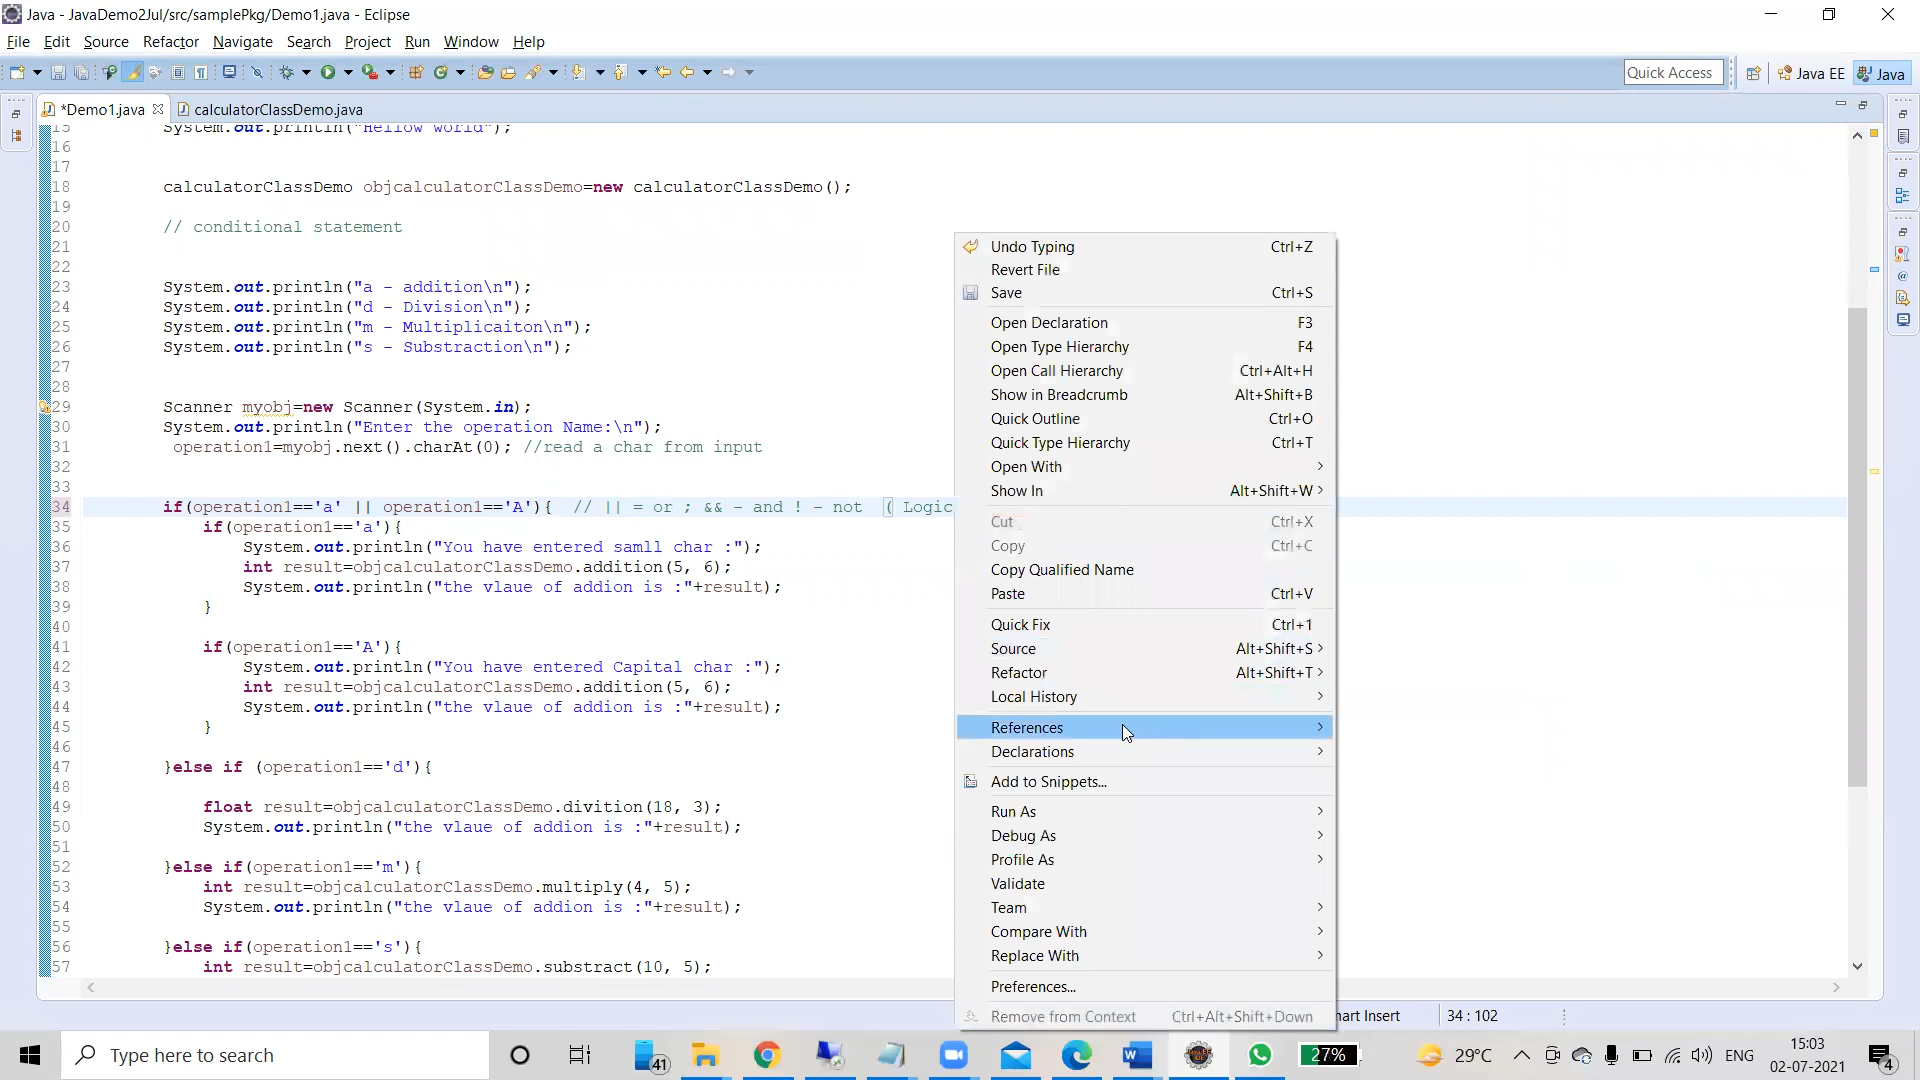 Java - JavaDemo2Jul/src/samplePkg/Demo1.java - Eclipse
File Edit Source Refactor Navigate Search Project Run Window Help
Quick Access Java EE Java
*Demo1.java calculatorClassDemo.java
15 System.out.println("Hellow world");
16
17
18 calculatorClassDemo objcalculatorClassDemo=new calculatorClassDemo();
19
20 // conditional statement
21
22
23 System.out.println("a - addition\n");
24 System.out.println("d - Division\n");
25 System.out.println("m - Multiplicaiton\n");
26 System.out.println("s - Substraction\n");
27
28
29 Scanner myobj=new Scanner(System.in);
30 System.out.println("Enter the operation Name:\n");
31 operation1=myobj.next().charAt(0); //read a char from input
32
33
34 if(operation1=='a' || operation1=='A'){ // || = or ; && - and ! - not ( Logic
35 if(operation1=='a'){
36 System.out.println("You have entered samll char :");
37 int result=objcalculatorClassDemo.addition(5, 6);
38 System.out.println("the vlaue of addion is :"+result);
39 }
40
41 if(operation1=='A'){
42 System.out.println("You have entered Capital char :");
43 int result=objcalculatorClassDemo.addition(5, 6);
44 System.out.println("the vlaue of addion is :"+result);
45 }
46
47 }else if (operation1=='d'){
48
49 float result=objcalculatorClassDemo.divition(18, 3);
50 System.out.println("the vlaue of addion is :"+result);
51
52 }else if(operation1=='m'){
53 int result=objcalculatorClassDemo.multiply(4, 5);
54 System.out.println("the vlaue of addion is :"+result);
55
56 }else if(operation1=='s'){
57 int result=objcalculatorClassDemo.substract(10, 5);
Undo Typing Ctrl+Z
Revert File
Save Ctrl+S
Open Declaration F3
Open Type Hierarchy F4
Open Call Hierarchy Ctrl+Alt+H
Show in Breadcrumb Alt+Shift+B
Quick Outline Ctrl+O
Quick Type Hierarchy Ctrl+T
Open With
Show In Alt+Shift+W
Cut Ctrl+X
Copy Ctrl+C
Copy Qualified Name
Paste Ctrl+V
Quick Fix Ctrl+1
Source Alt+Shift+S
Refactor Alt+Shift+T
Local History
References
Declarations
Add to Snippets...
Run As
Debug As
Profile As
Validate
Team
Compare With
Replace With
Preferences...
Remove from Context Ctrl+Alt+Shift+Down
mart Insert 34 : 102
Type here to search 41 27% 29°C ENG 15:03
02-07-2021 4